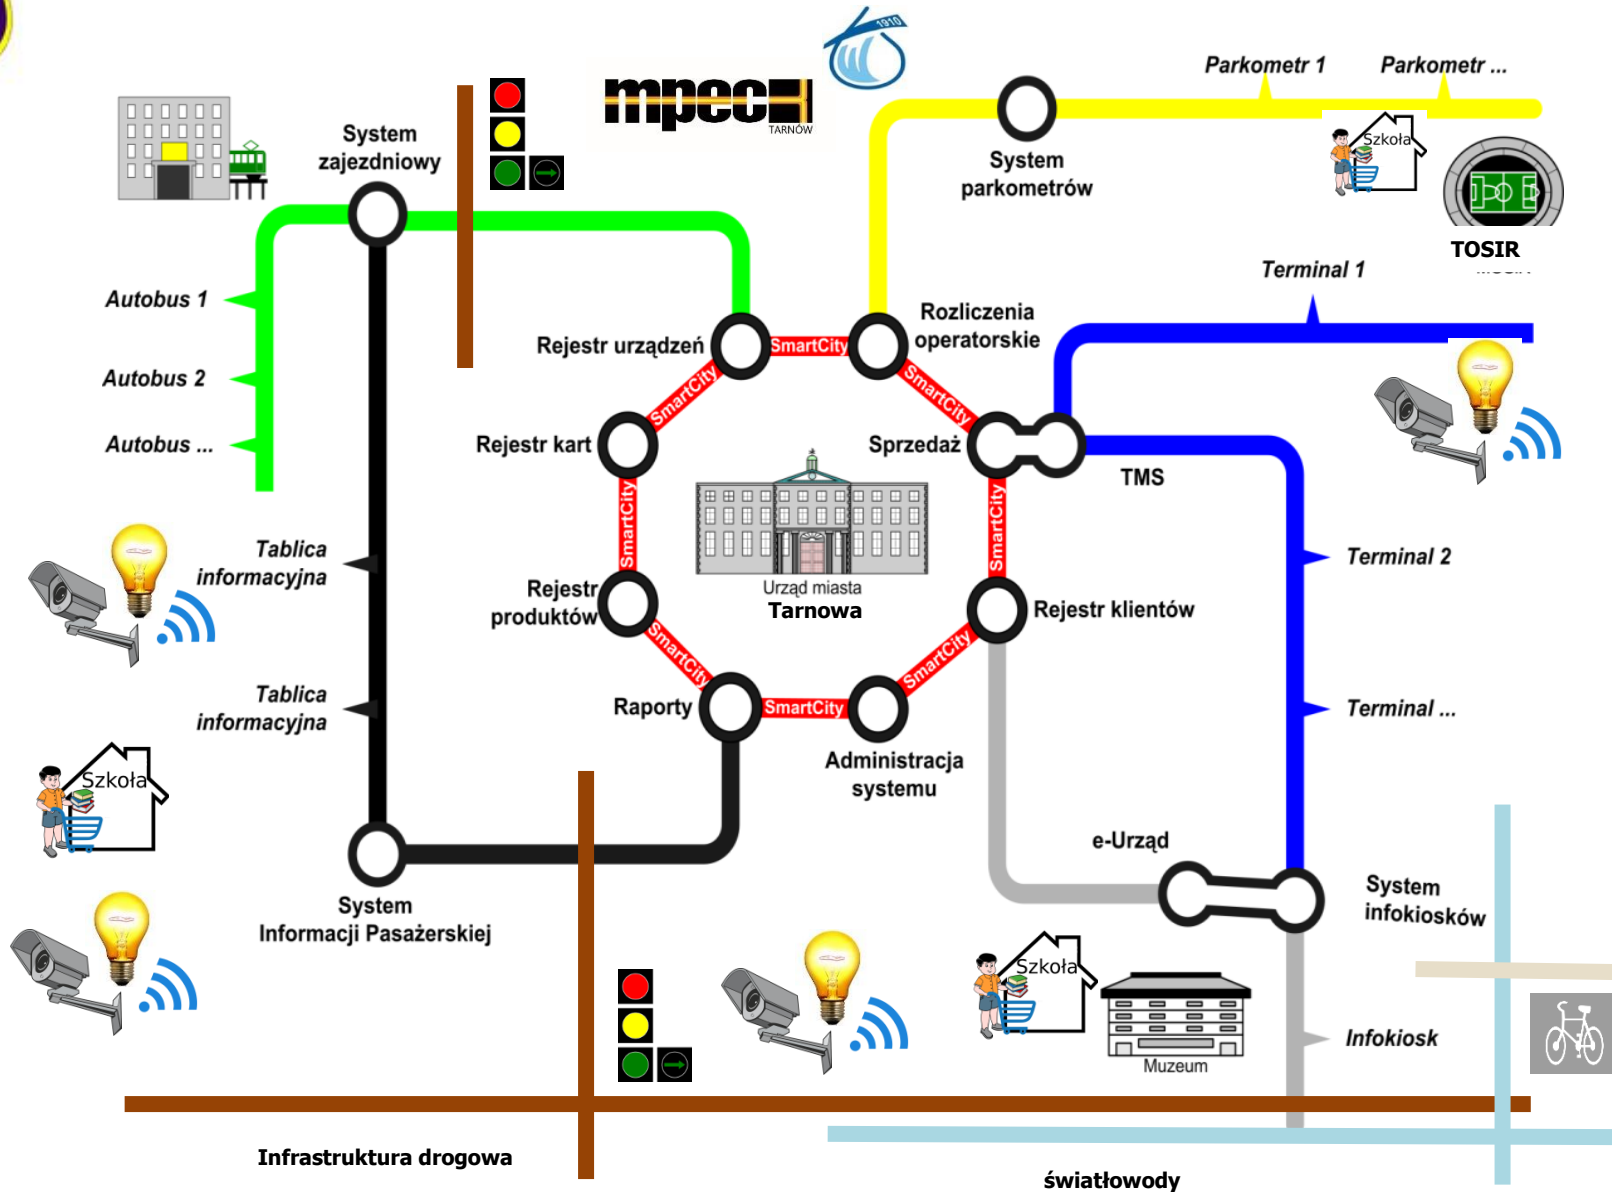 1910
mpec
TARNÓW
Parkometr 1
Parkometr ...
System
zajezdniowy
System
parkometrów
Szkoła
TOSIR
Terminal 1
Autobus 1
Autobus 2
Autobus ...
Rejestr urządzeń
SmartCity
Rozliczenia
operatorskie
SmartCity
SmartCity
Rejestr kart
Sprzedaż
TMS
SmartCity
SmartCity
Tablica
informacyjna
Terminal 2
Urząd miasta
Tarnowa
Rejestr
produktów
Rejestr klientów
SmartCity
SmartCity
Tablica
informacyjna
Raporty
SmartCity
Terminal ...
Administracja
systemu
Szkoła
e-Urząd
System
infokiosków
System
Informacji Pasażerskiej
Szkoła
Infokiosk
Muzeum
Infrastruktura drogowa
światłowody